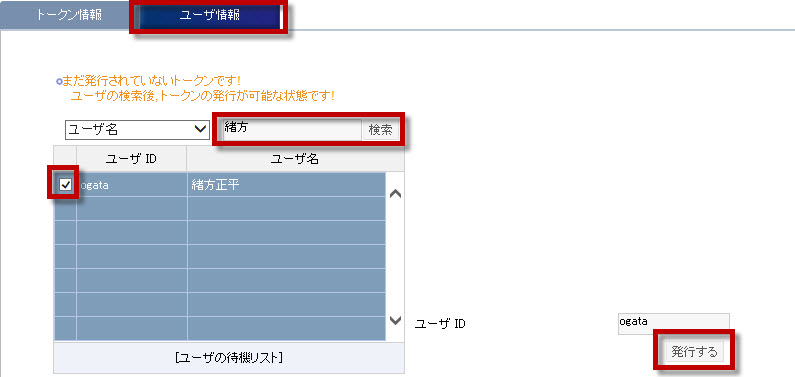 トークン情報 ユーザ情報
まだ発行されていないトークンです!
ユーザの検索後,トークンの発行が可能な状態です!
ユーザ名 緒方 検索
ユーザ ID ユーザ名
ogata 緒方正平
ユーザ ID ogata
[ユーザの待機リスト] 発行する